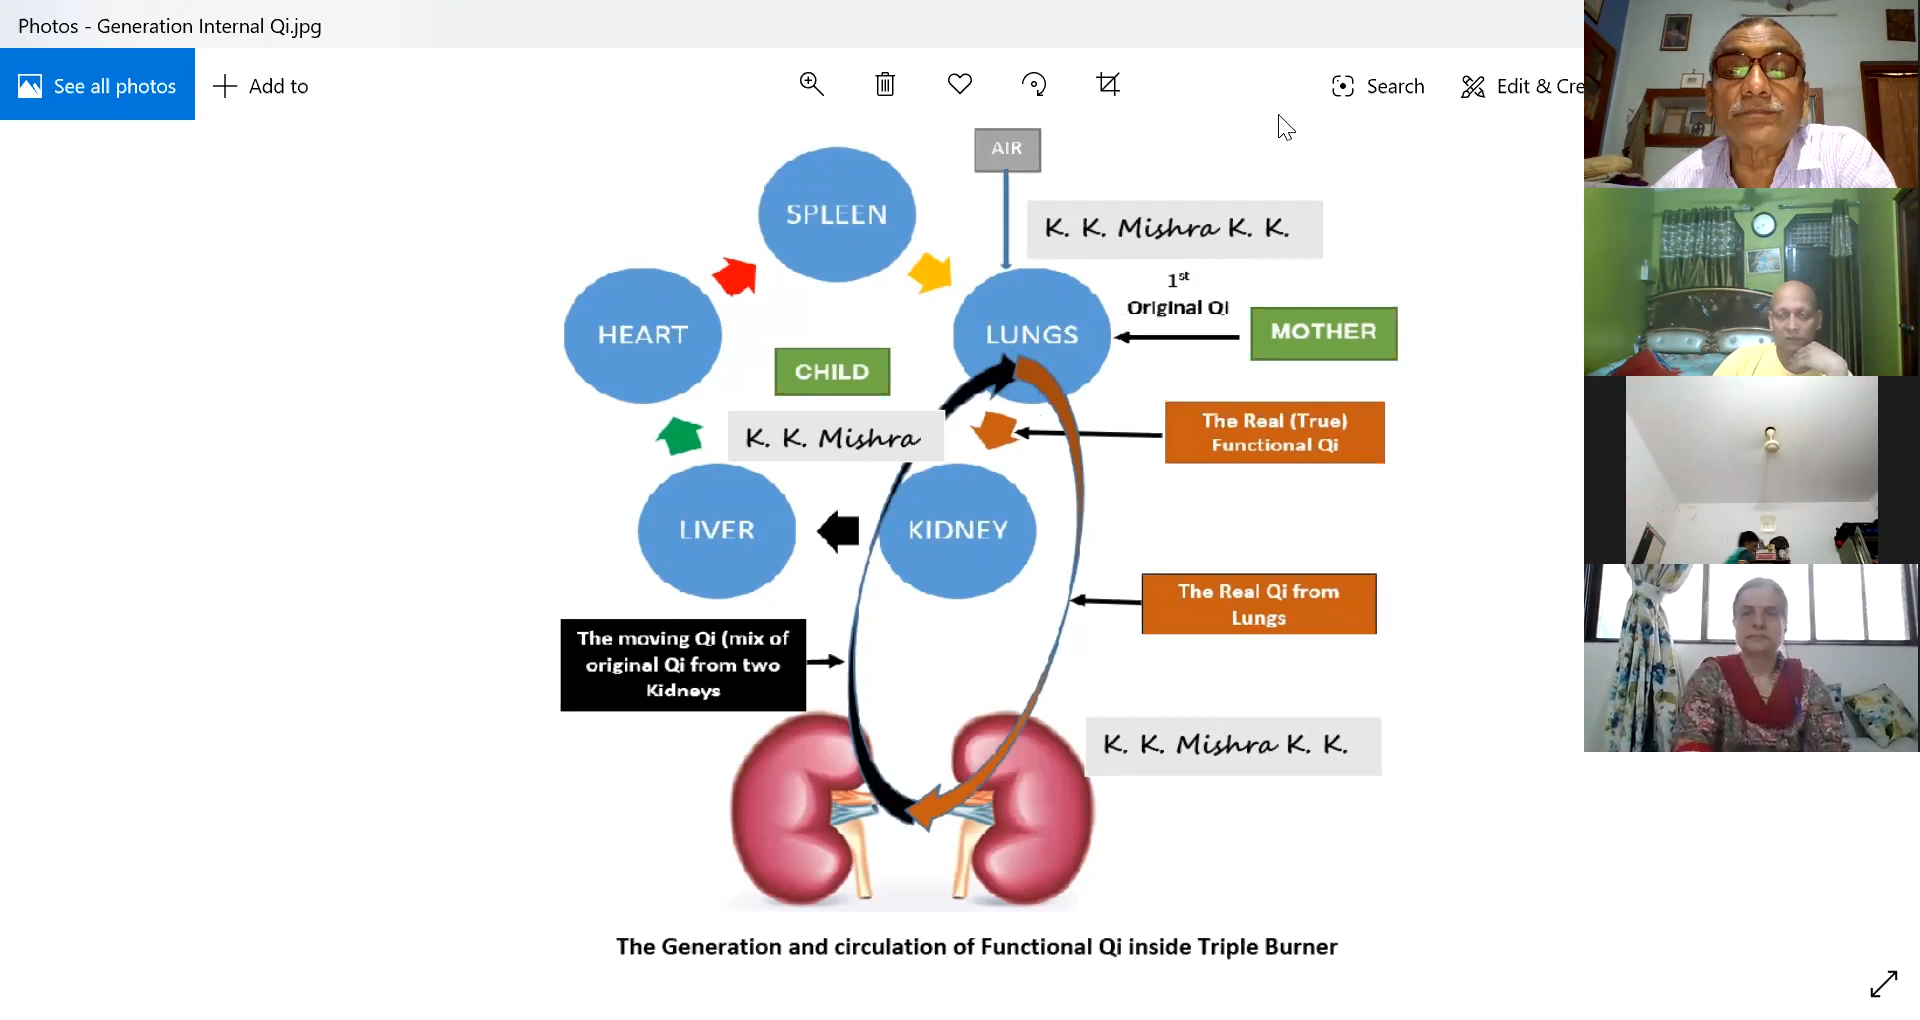 Photos - Generation Internal Qi.jpg
See all photos
Add to
Search
Edit & Cre
AIR
SPLEEN
K. K. Mishra K. K.
1st
Original Qi
HEART
LUNGS
MOTHER
CHILD
The Real (True)
Functional Qi
K. K. Mishra
LIVER
KIDNEY
The Real Qi from
Lungs
The moving Qi (mix of
original Qi from two
Kidneys
K. K. Mishra K. K.
The Generation and circulation of Functional Qi inside Triple Burner